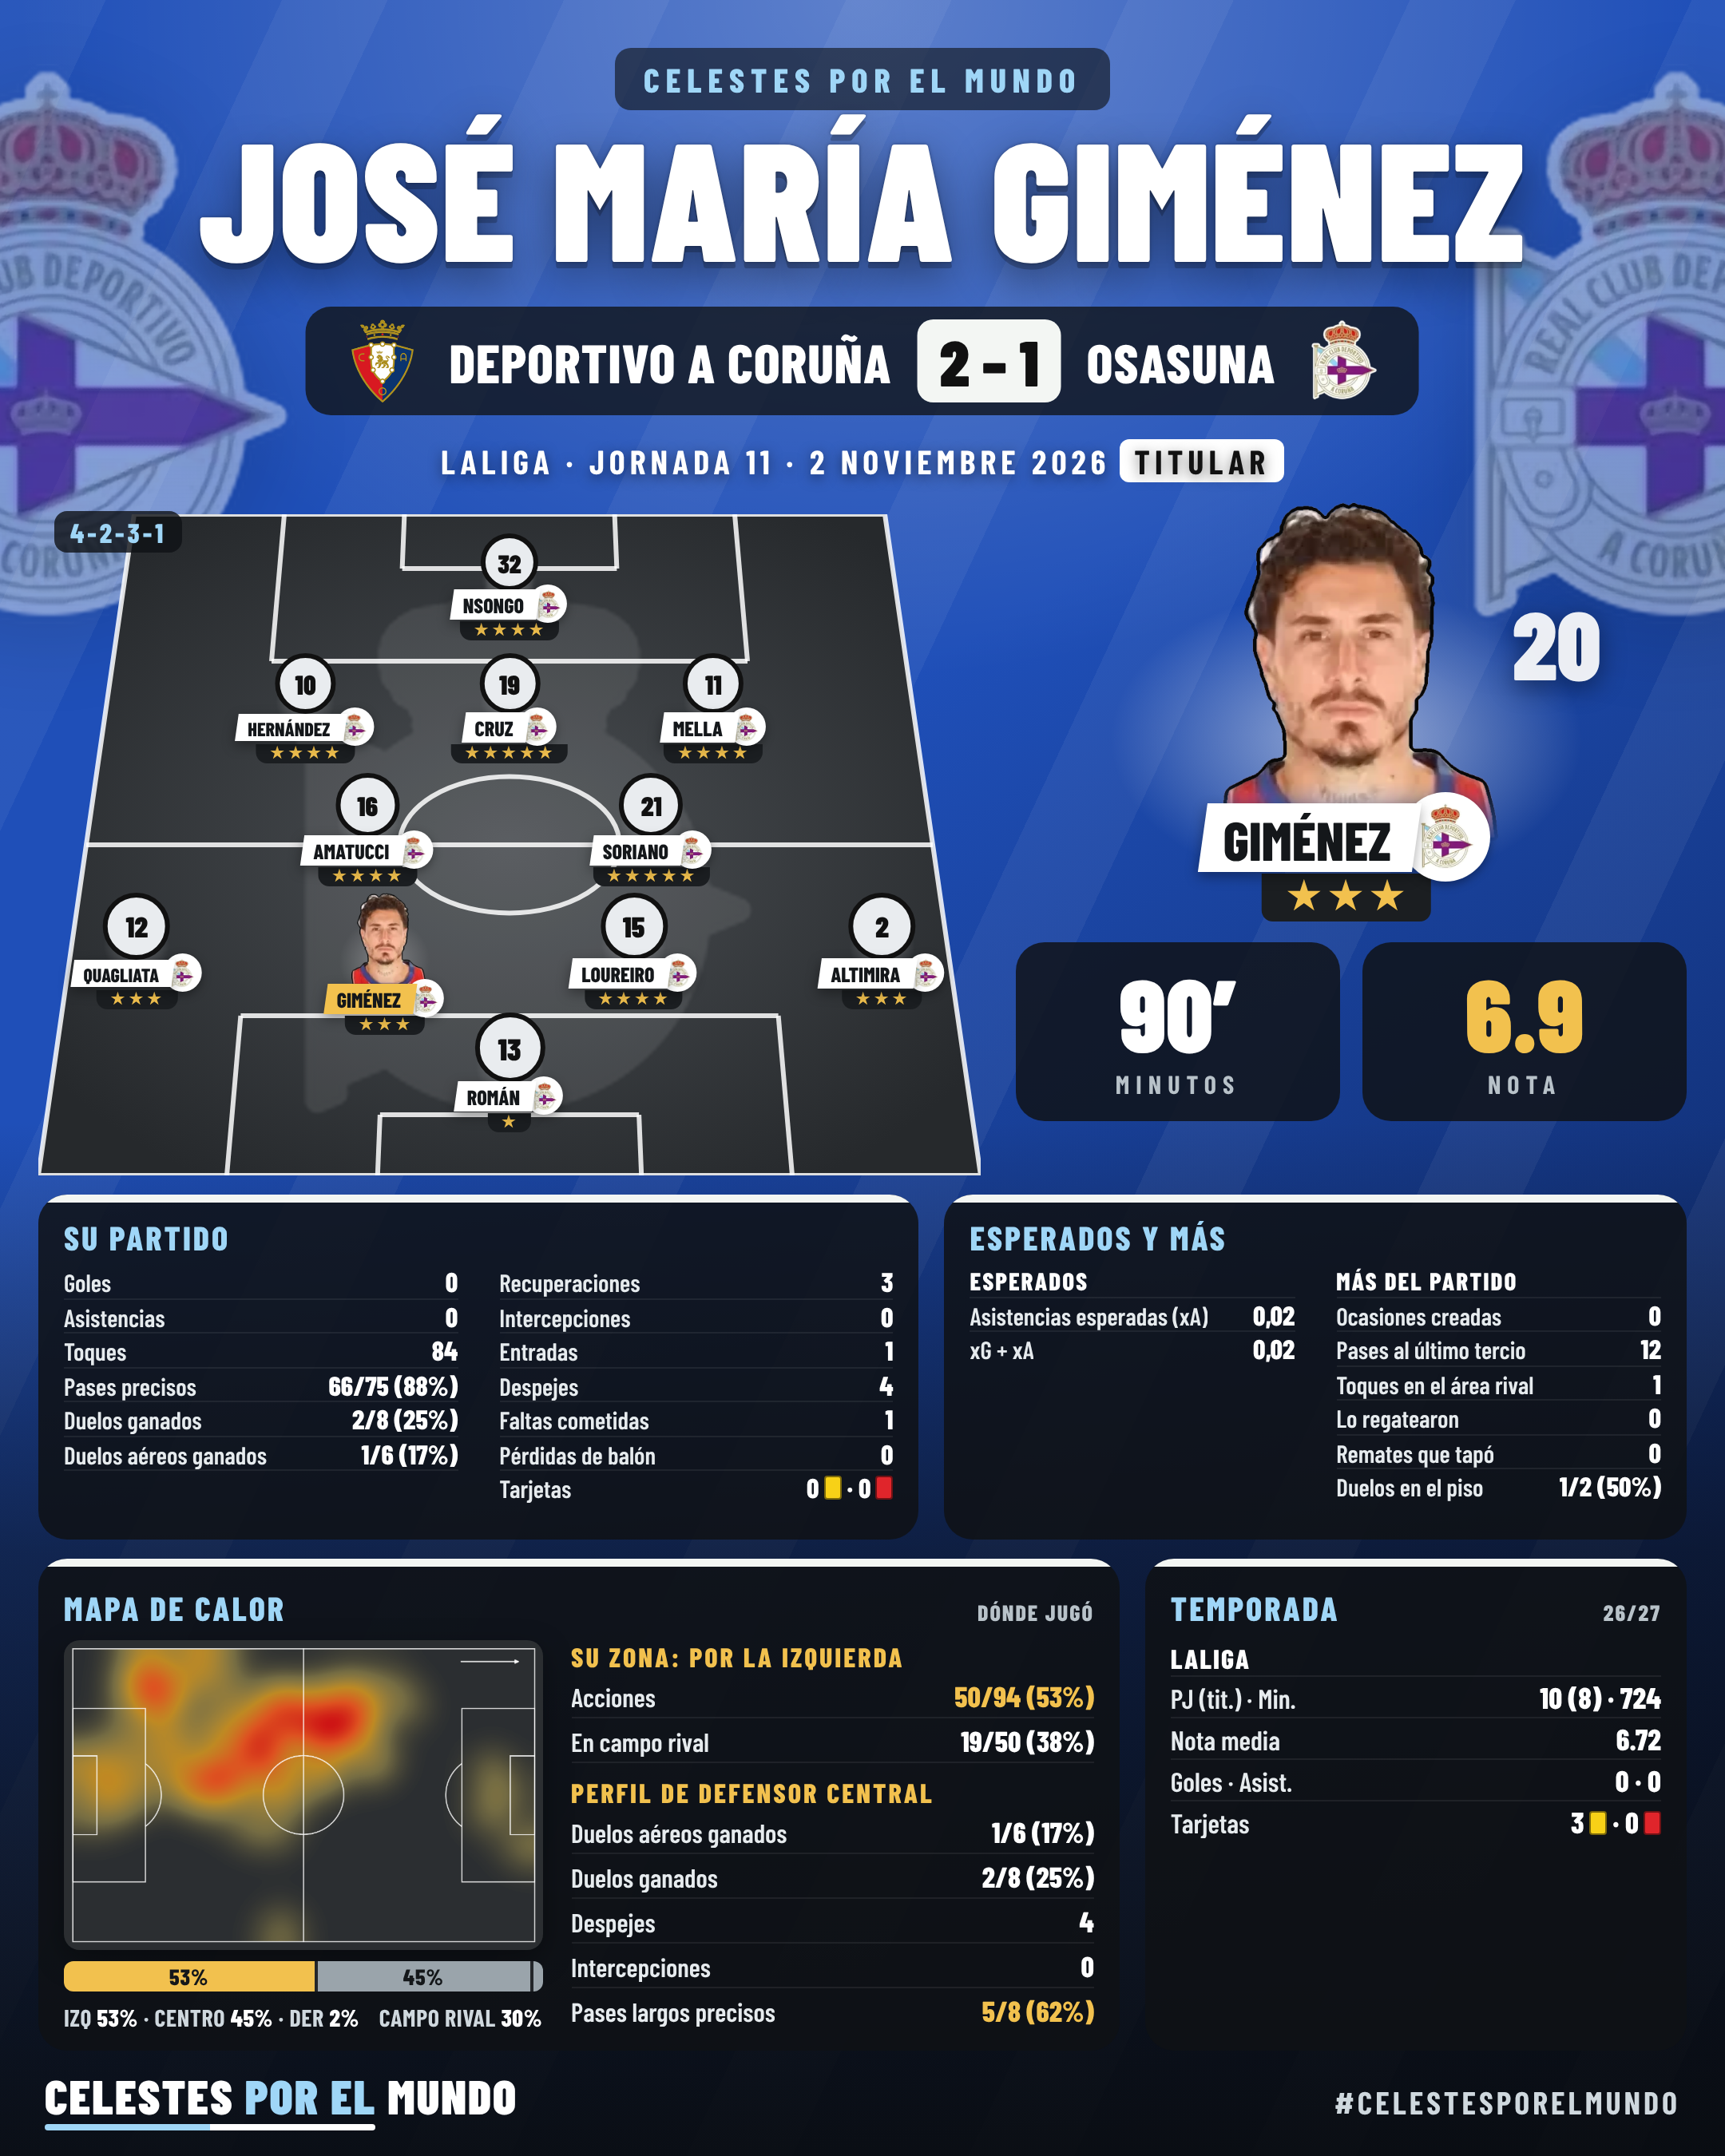 CELESTES POR EL MUNDO
JOSÉ MARÍA GIMÉNEZ
DEPORTIVO A CORUÑA 2 - 1 OSASUNA
LALIGA · JORNADA 11 · 2 NOVIEMBRE 2026 TITULAR
4-2-3-1
32
NSONGO
10
HERNÁNDEZ
19
CRUZ
11
MELLA
16
AMATUCCI
21
SORIANO
12
QUAGLIATA
GIMÉNEZ
15
LOUREIRO
2
ALTIMIRA
13
ROMÁN
20
GIMÉNEZ
90'
MINUTOS
6.9
NOTA
SU PARTIDO
Goles 0
Asistencias 0
Toques 84
Pases precisos 66/75 (88%)
Duelos ganados 2/8 (25%)
Duelos aéreos ganados 1/6 (17%)
Recuperaciones 3
Intercepciones 0
Entradas 1
Despejes 4
Faltas cometidas 1
Pérdidas de balón 0
Tarjetas 0 · 0
ESPERADOS Y MÁS
ESPERADOS
Asistencias esperadas (xA) 0,02
xG + xA 0,02
MÁS DEL PARTIDO
Ocasiones creadas 0
Pases al último tercio 12
Toques en el área rival 1
Lo regatearon 0
Remates que tapó 0
Duelos en el piso 1/2 (50%)
MAPA DE CALOR
DÓNDE JUGÓ
53% 45%
IZQ 53% · CENTRO 45% · DER 2% CAMPO RIVAL 30%
SU ZONA: POR LA IZQUIERDA
Acciones 50/94 (53%)
En campo rival 19/50 (38%)
PERFIL DE DEFENSOR CENTRAL
Duelos aéreos ganados 1/6 (17%)
Duelos ganados 2/8 (25%)
Despejes 4
Intercepciones 0
Pases largos precisos 5/8 (62%)
TEMPORADA
26/27
LALIGA
PJ (tit.) · Min. 10 (8) · 724
Nota media 6.72
Goles · Asist. 0 · 0
Tarjetas 3 · 0
CELESTES POR EL MUNDO
#CELESTESPORELMUNDO